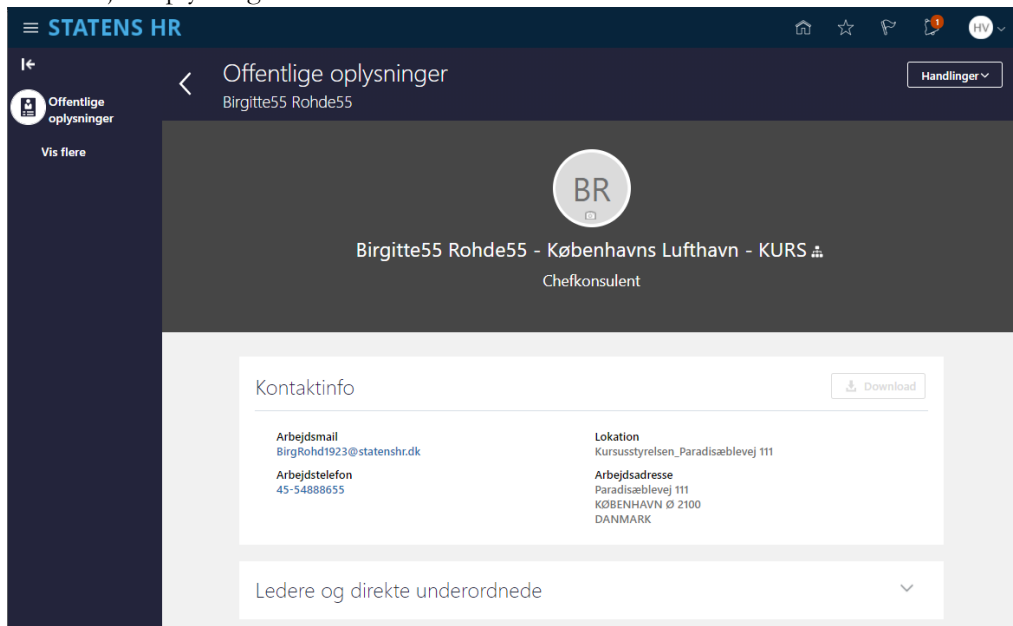 STATENS HR
1
HV
Offentlige
oplysninger
Vis flere
Offentlige oplysninger
Birgitte55 Rohde55
Handlinger
BR
Birgitte55 Rohde55 - Københavns Lufthavn - KURS
Chefkonsulent
Kontaktinfo
Download
Arbejdsmail
BirgRohd1923@statenshr.dk
Arbejdstelefon
45-54888655
Lokation
Kursusstyrelsen_Paradisæblevej 111
Arbejdsadresse
Paradisæblevej 111
KØBENHAVN Ø 2100
DANMARK
Ledere og direkte underordnede